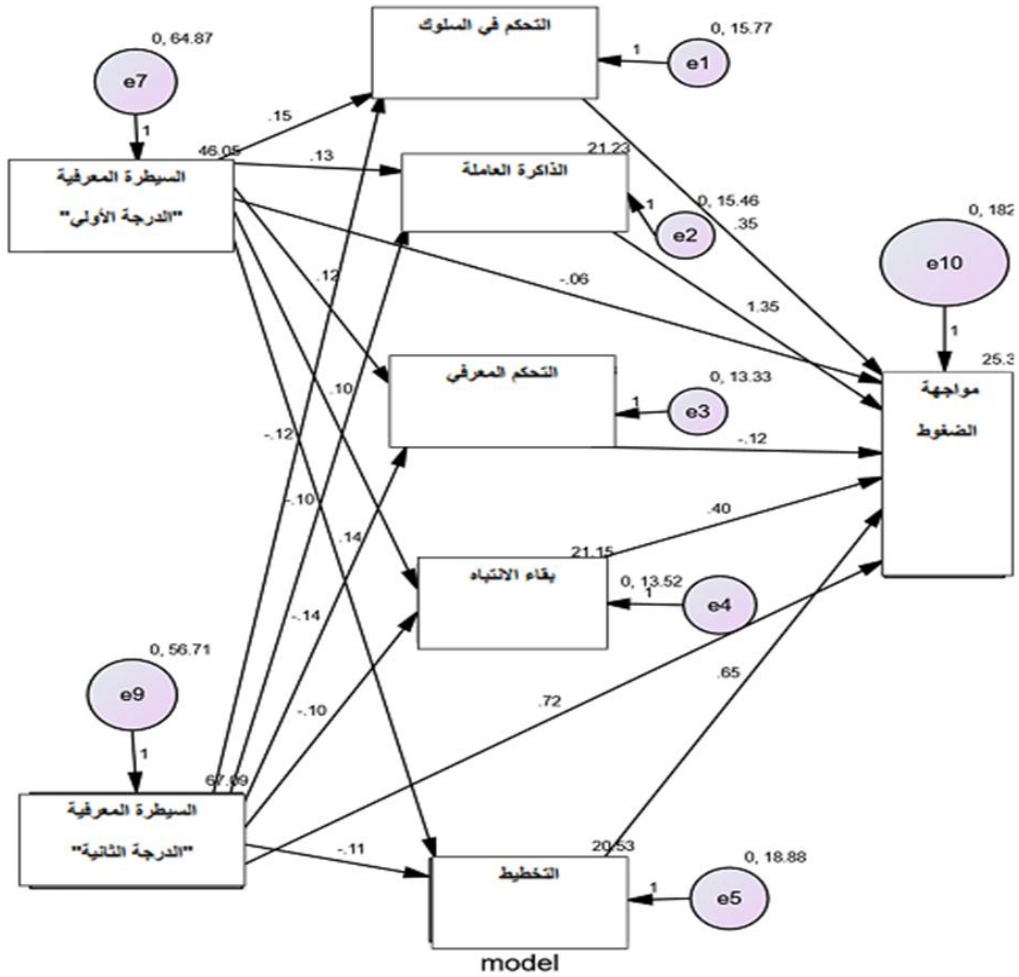 التحكم في السلوك
0, 15.77
e1
1
0, 64.87
e7
1
46.05
السيطرة المعرفية
"الدرجة الأولي"
.15
.13
21.23
الذاكرة العاملة
0, 15.46
e2
1
.35
0, 182
e10
1
-.06
1.35
.12
25.3
مواجهة
الضغوط
التحكم المعرفي
0, 13.33
e3
1
.10
-.12
-.12
-.10
.14
.40
21.15
بقاء الانتباه
0, 13.52
e4
1
-.14
0, 56.71
e9
1
-.10
.72
.65
67.09
السيطرة المعرفية
"الدرجة الثانية"
-.11
20.53
التخطيط
0, 18.88
e5
1
model